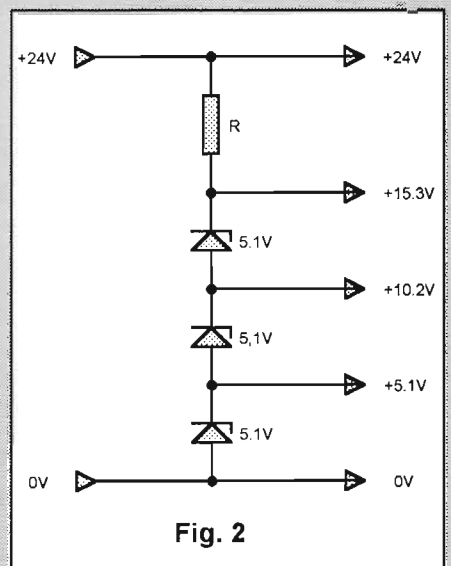 +24V +24V
R
+15.3V
5.1V
+10.2V
5,1V
+5.1V
5.1V
0V 0V
Fig. 2